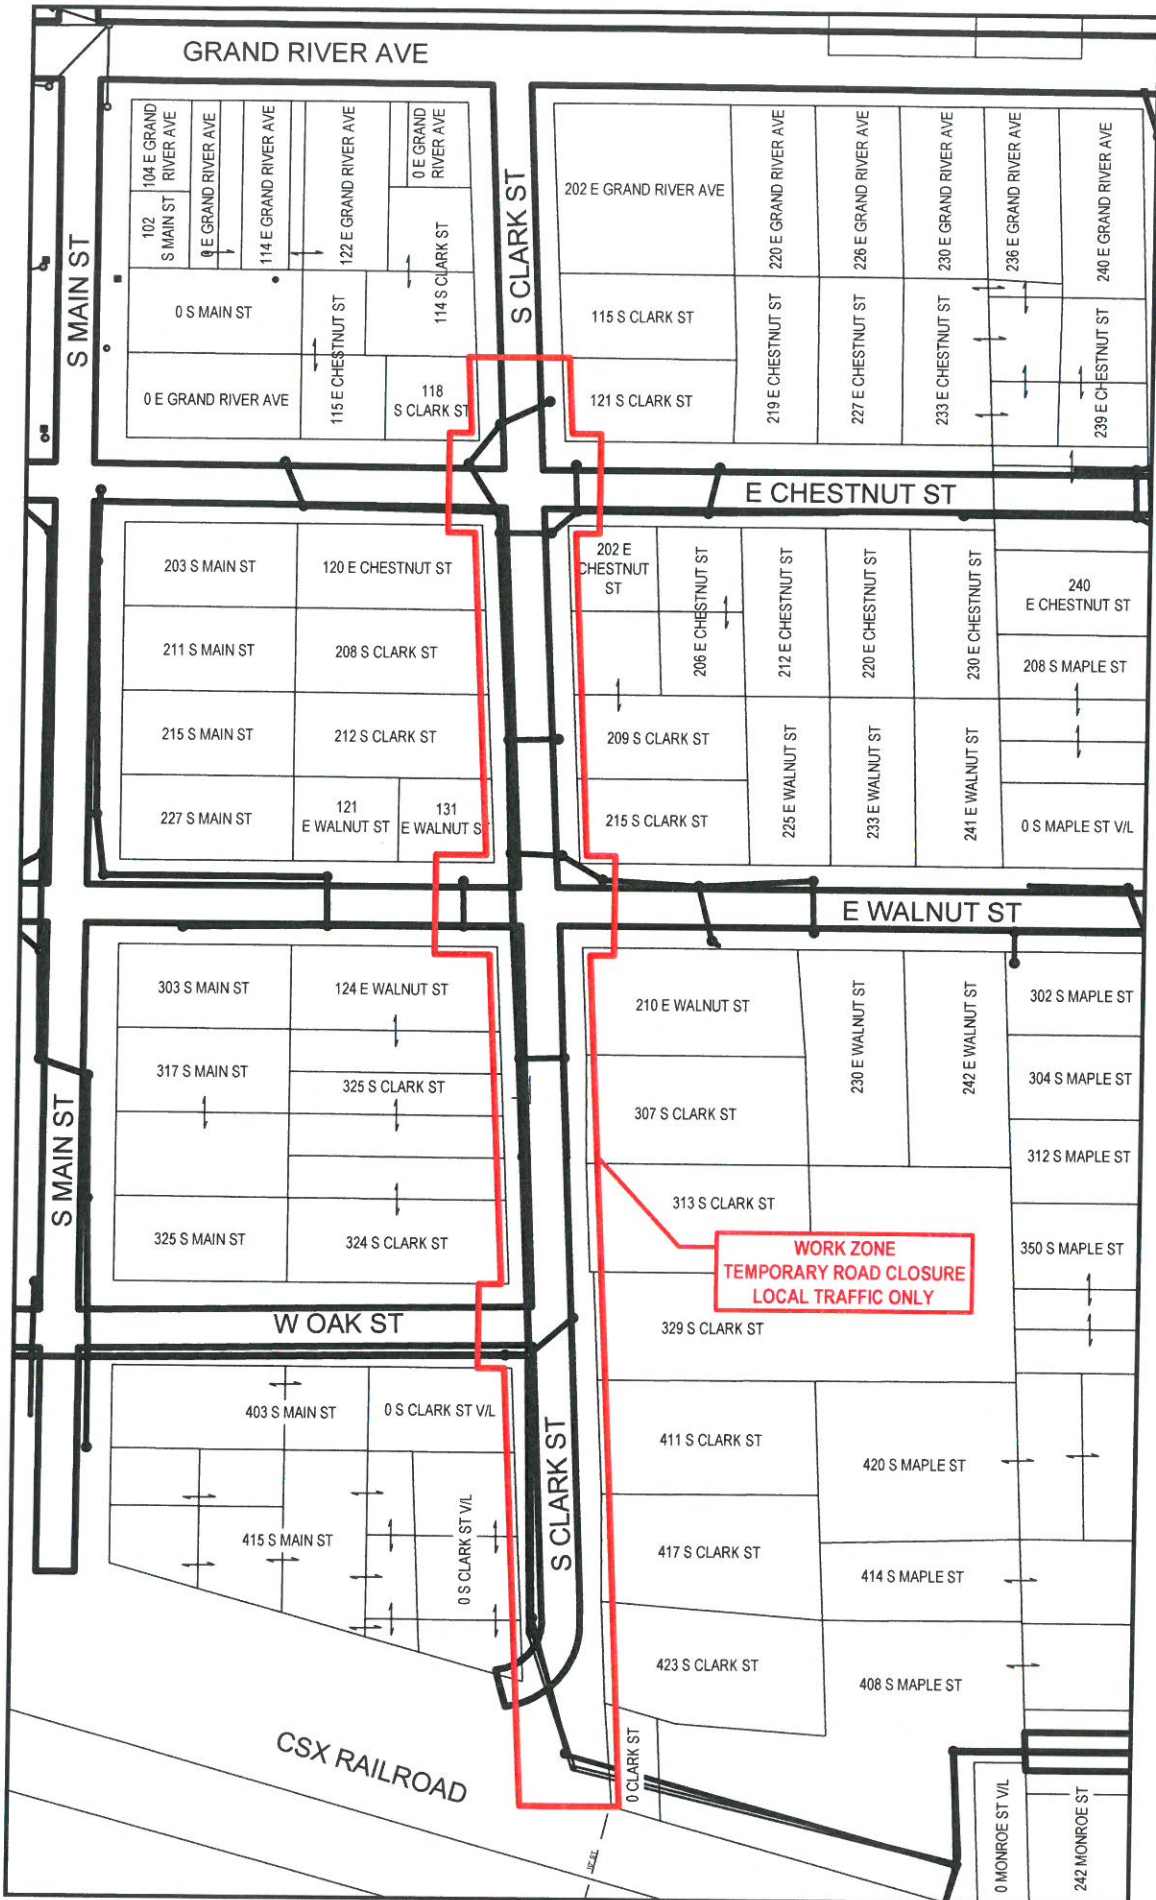 GRAND RIVER AVE
S MAIN ST
S CLARK ST
104 E GRAND
RIVER AVE
102
S MAIN ST
0 E GRAND RIVER AVE
114 E GRAND RIVER AVE
122 E GRAND RIVER AVE
0 E GRAND
RIVER AVE
114 S CLARK ST
0 S MAIN ST
0 E GRAND RIVER AVE
115 E CHESTNUT ST
118
S CLARK ST
202 E GRAND RIVER AVE
220 E GRAND RIVER AVE
226 E GRAND RIVER AVE
230 E GRAND RIVER AVE
236 E GRAND RIVER AVE
240 E GRAND RIVER AVE
115 S CLARK ST
121 S CLARK ST
219 E CHESTNUT ST
227 E CHESTNUT ST
233 E CHESTNUT ST
239 E CHESTNUT ST
E CHESTNUT ST
203 S MAIN ST
120 E CHESTNUT ST
211 S MAIN ST
208 S CLARK ST
215 S MAIN ST
212 S CLARK ST
227 S MAIN ST
121
E WALNUT ST
131
E WALNUT ST
202 E
CHESTNUT
ST
206 E CHESTNUT ST
212 E CHESTNUT ST
220 E CHESTNUT ST
230 E CHESTNUT ST
240
E CHESTNUT ST
208 S MAPLE ST
209 S CLARK ST
215 S CLARK ST
225 E WALNUT ST
233 E WALNUT ST
241 E WALNUT ST
0 S MAPLE ST V/L
E WALNUT ST
303 S MAIN ST
124 E WALNUT ST
317 S MAIN ST
325 S CLARK ST
325 S MAIN ST
324 S CLARK ST
S MAIN ST
210 E WALNUT ST
230 E WALNUT ST
242 E WALNUT ST
302 S MAPLE ST
304 S MAPLE ST
307 S CLARK ST
312 S MAPLE ST
313 S CLARK ST
350 S MAPLE ST
WORK ZONE
TEMPORARY ROAD CLOSURE
LOCAL TRAFFIC ONLY
329 S CLARK ST
W OAK ST
403 S MAIN ST
0 S CLARK ST V/L
415 S MAIN ST
0 S CLARK ST V/L
S CLARK ST
411 S CLARK ST
420 S MAPLE ST
417 S CLARK ST
414 S MAPLE ST
423 S CLARK ST
408 S MAPLE ST
CSX RAILROAD
0 CLARK ST
0 MONROE ST V/L
242 MONROE ST